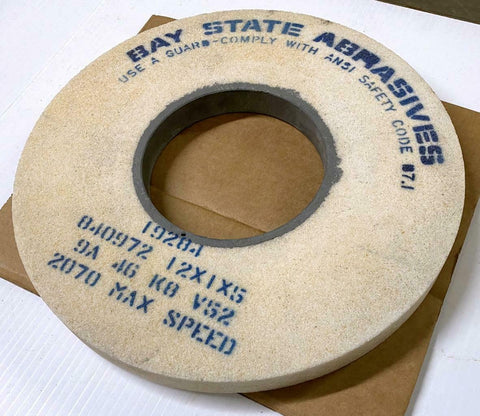 BAY STATE ABRASIVES
USE A GUARD-COMPLY WITH ANSI SAFETY CODE B7.1
19284
840972 12X1X5
9A 46 K8 V52
2070 MAX SPEED